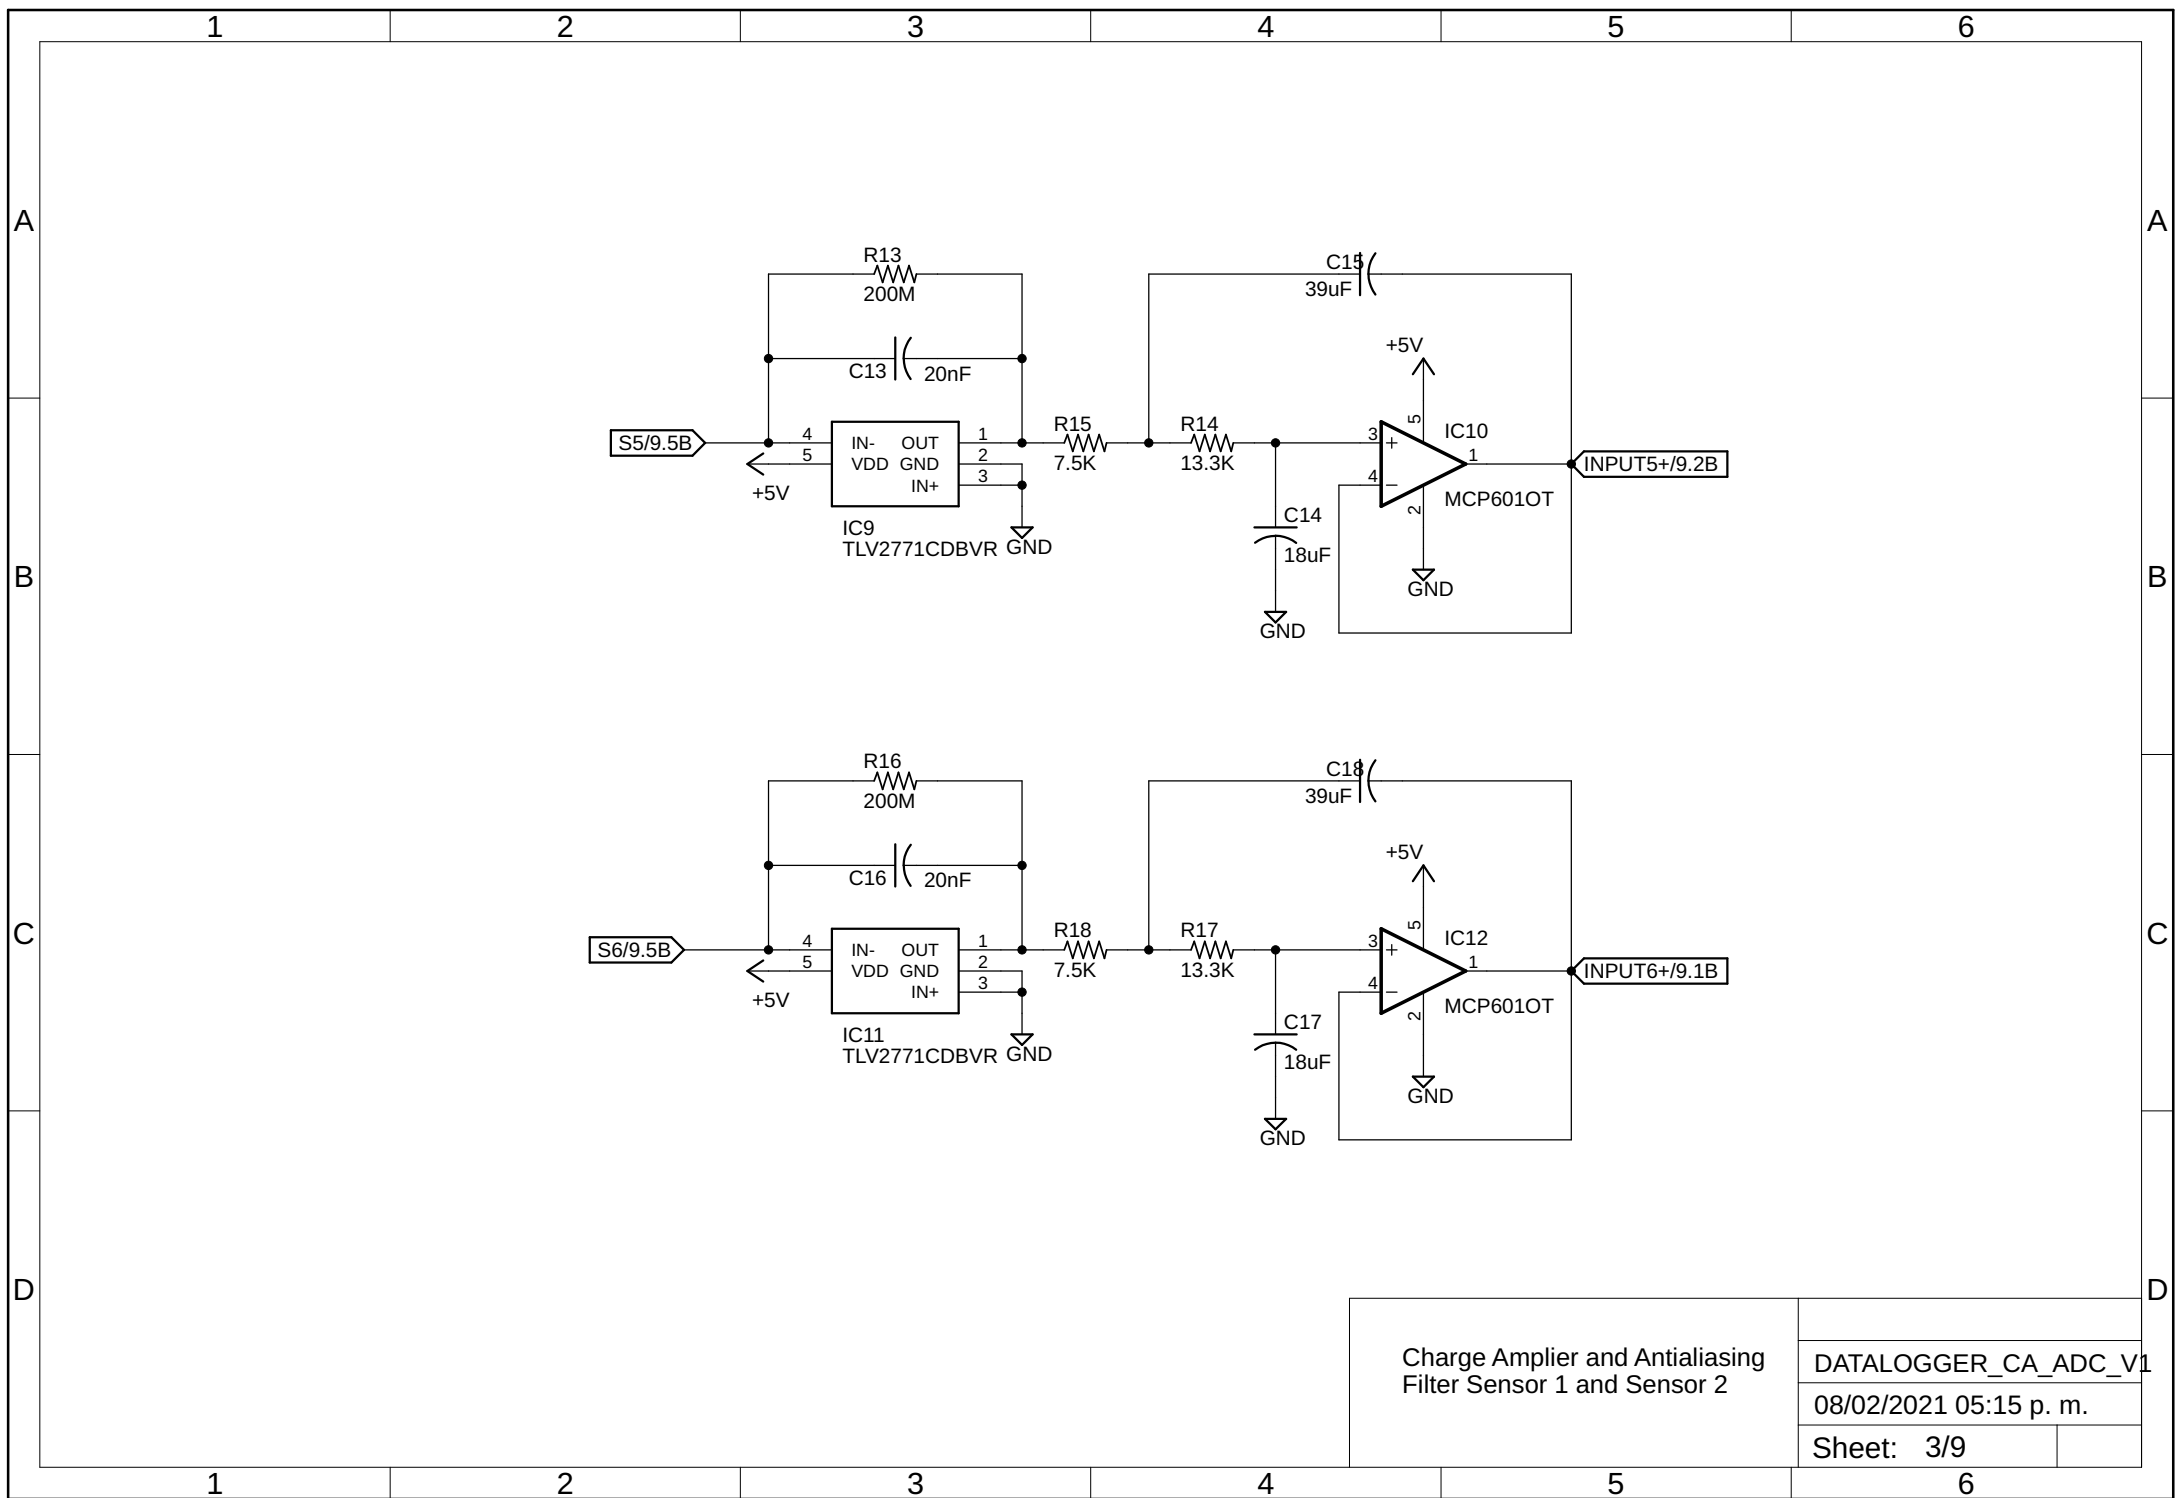 1 2 3 4 5 6
A A
R13
200M
C15
39uF
C13 20nF
+5V
B B
S5/9.5B
4 IN- OUT 1
5 VDD GND 2
IN+ 3
+5V
IC9
TLV2771CDBVR
GND
R15
7.5K
R14
13.3K
C14
18uF
GND
3 +
4 −
5
2
1
IC10
MCP601OT
GND
INPUT5+/9.2B
R16
200M
C18
39uF
C16 20nF
+5V
C C
S6/9.5B
4 IN- OUT 1
5 VDD GND 2
IN+ 3
+5V
IC11
TLV2771CDBVR
GND
R18
7.5K
R17
13.3K
C17
18uF
GND
3 +
4 −
5
2
1
IC12
MCP601OT
GND
INPUT6+/9.1B
D D
Charge Amplier and Antialiasing
Filter Sensor 1 and Sensor 2
DATALOGGER_CA_ADC_V1
08/02/2021 05:15 p. m.
Sheet: 3/9
1 2 3 4 5 6